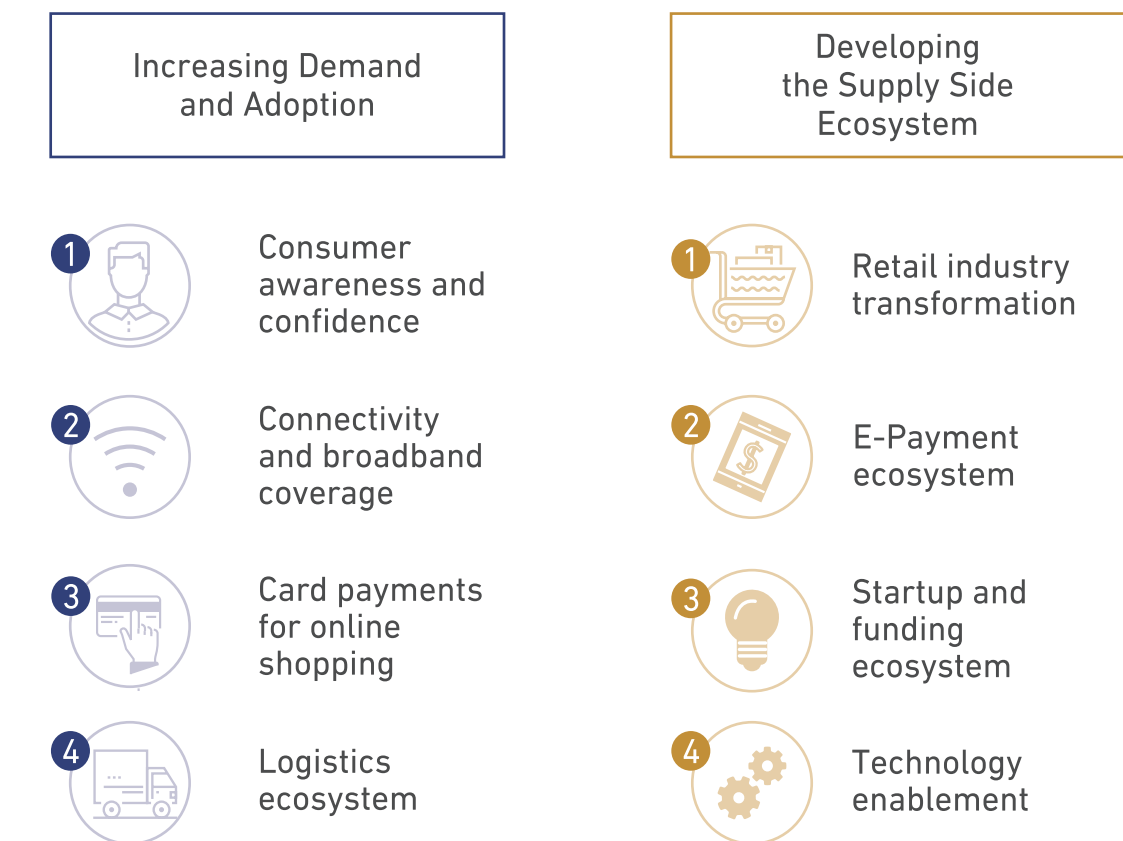 Increasing Demand
and Adoption
1
Consumer
awareness and
confidence
2
Connectivity
and broadband
coverage
3
Card payments
for online
shopping
4
Logistics
ecosystem
Developing
the Supply Side
Ecosystem
1
Retail industry
transformation
2
$
E-Payment
ecosystem
3
Startup and
funding
ecosystem
4
Technology
enablement